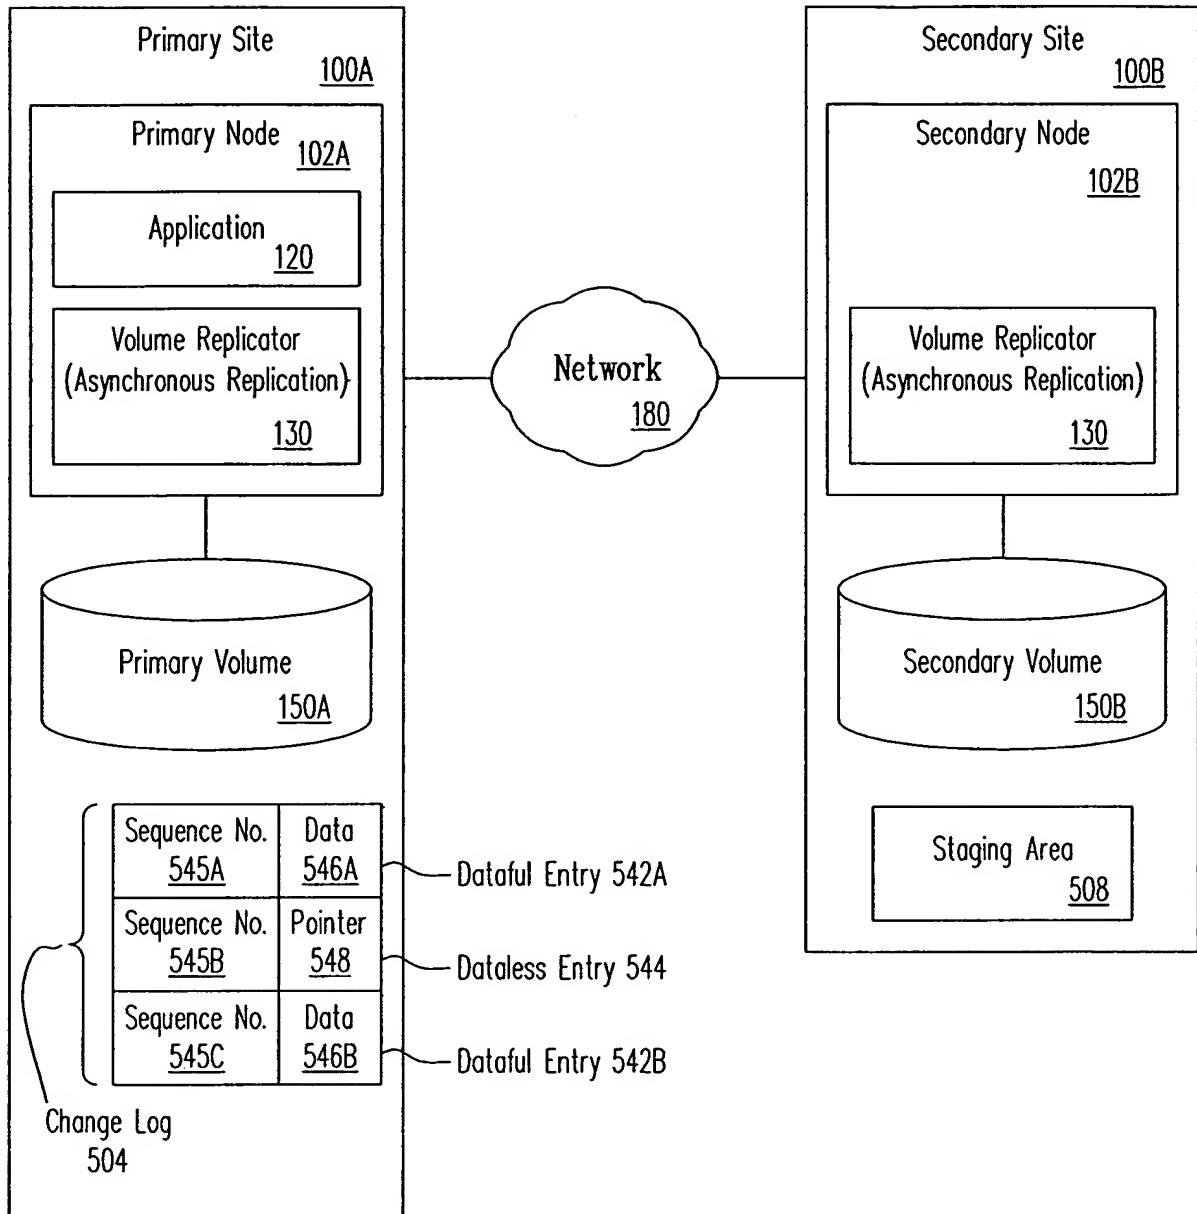 Primary Site
100A
Primary Node
102A
Application
120
Volume Replicator
(Asynchronous Replication)
130
Primary Volume
150A
Sequence No.
545A
Data
546A
Dataful Entry 542A
Sequence No.
545B
Pointer
548
Dataless Entry 544
Sequence No.
545C
Data
546B
Dataful Entry 542B
Change Log
504
Network
180
Secondary Site
100B
Secondary Node
102B
Volume Replicator
(Asynchronous Replication)
130
Secondary Volume
150B
Staging Area
508